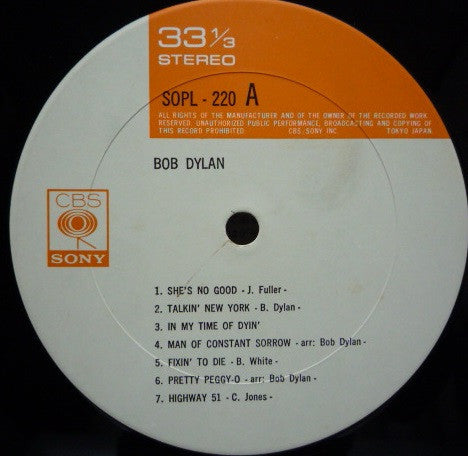 33 1/3
STEREO
SOPL - 220 A
ALL RIGHTS OF THE MANUFACTURER AND OF THE OWNER OF THE RECORDED WORK
RESERVED. UNAUTHORIZED PUBLIC PERFORMANCE, BROADCASTING AND COPYING OF
THIS RECORD PROHIBITED CBS/SONY INC. TOKYO JAPAN
BOB DYLAN
CBS
SONY
1. SHE'S NO GOOD - J. Fuller -
2. TALKIN' NEW YORK - B. Dylan -
3. IN MY TIME OF DYIN'
4. MAN OF CONSTANT SORROW - arr: Bob Dylan -
5. FIXIN' TO DIE - B. White -
6. PRETTY PEGGY-O - arr: Bob Dylan -
7. HIGHWAY 51 - C. Jones -